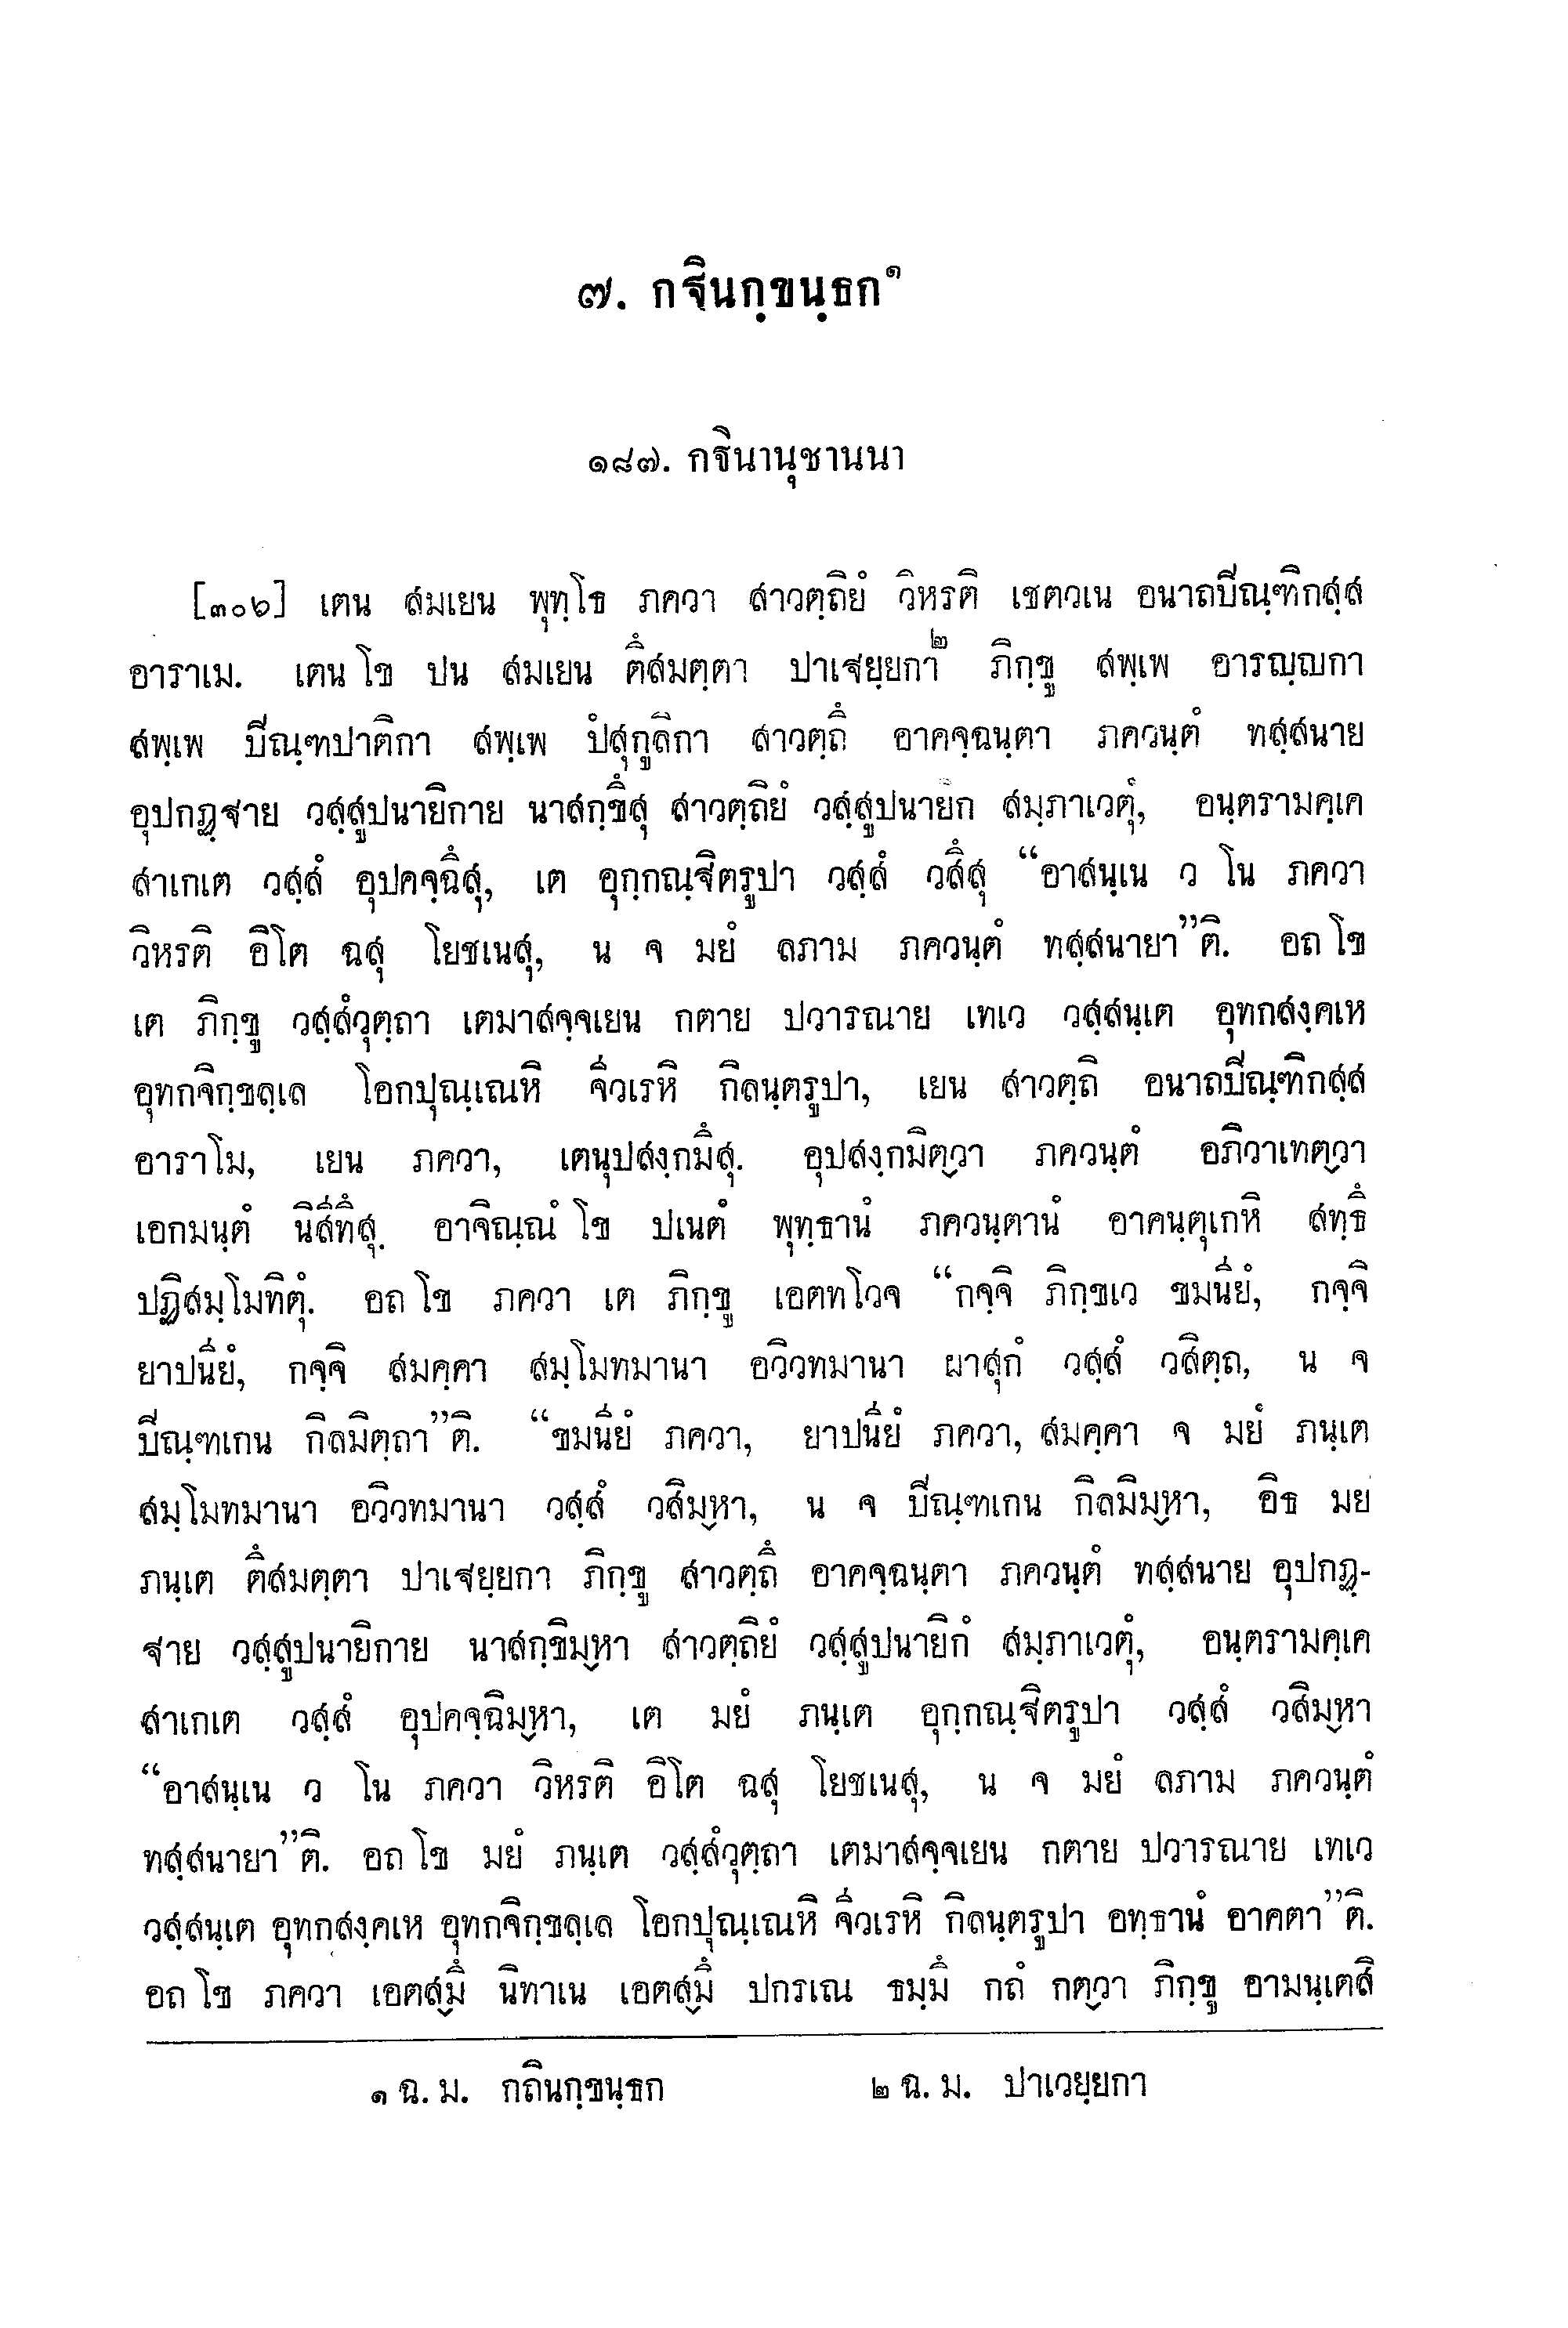 ๗. กฐินกฺขนฺธก๑
๑๘๗. กฐินานุชานนา
[๓๐๖] เตน สมเยน พุทฺโธ ภควา สาวตฺถิยํ วิหรติ เชตวเน อนาถปิณฺฑิกสฺส
อาราเม. เตน โข ปน สมเยน ตึสมตฺตา ปาเฐยฺยกา๒ ภิกฺขู สพฺเพ อารญฺญกา
สพฺเพ ปิณฺฑปาติกา สพฺเพ ปํสุกูลิกา สาวตฺถึ อาคจฺฉนฺตา ภควนฺตํ ทสฺสนาย
อุปกฏฺฐาย วสฺสูปนายิกาย นาสกฺขึสุ สาวตฺถิยํ วสฺสูปนายิก สมฺภาเวตุํ, อนฺตรามคฺเค
สาเกเต วสฺสํ อุปคจฺฉึสุ, เต อุกฺกณฺฐิตรูปา วสฺสํ วสึสุ “อาสนฺเน ว โน ภควา
วิหรติ อิโต ฉสุ โยชเนสุ, น จ มยํ ลภาม ภควนฺตํ ทสฺสนายา”ติ. อถ โข
เต ภิกฺขู วสฺสํวุตฺถา เตมาสจฺจเยน กตาย ปวารณาย เทเว วสฺสนฺเต อุทกสงฺคเห
อุทกจิกฺขลฺเล โอกปุณฺเณหิ จีวเรหิ กิลนฺตรูปา, เยน สาวตฺถิ อนาถปิณฺฑิกสฺส
อาราโม, เยน ภควา, เตนุปสงฺกมึสุ. อุปสงฺกมิตฺวา ภควนฺตํ อภิวาเทตฺวา
เอกมนฺตํ นิสีทึสุ. อาจิณฺณํ โข ปเนตํ พุทฺธานํ ภควนฺตานํ อาคนฺตุเกหิ สทฺธึ
ปฏิสมฺโมทิตุํ. อถ โข ภควา เต ภิกฺขู เอตทโวจ “กจฺจิ ภิกฺขเว ขมนียํ, กจฺจิ
ยาปนียํ, กจฺจิ สมคฺคา สมฺโมทมานา อวิวทมานา ผาสุกํ วสฺสํ วสิตฺถ, น จ
ปิณฺฑเกน กิลมิตฺถา”ติ. “ขมนียํ ภควา, ยาปนียํ ภควา, สมคฺคา จ มยํ ภนฺเต
สมฺโมทมานา อวิวทมานา วสฺสํ วสิมฺหา, น จ ปิณฺฑเกน กิลมิมฺหา, อิธ มย
ภนฺเต ตึสมตฺตา ปาเฐยฺยกา ภิกฺขู สาวตฺถึ อาคจฺฉนฺตา ภควนฺตํ ทสฺสนาย อุปกฏฺ-
ฐาย วสฺสูปนายิกาย นาสกฺขิมฺหา สาวตฺถิยํ วสฺสูปนายิกํ สมฺภาเวตุํ, อนฺตรามคฺเค
สาเกเต วสฺสํ อุปคจฺฉิมฺหา, เต มยํ ภนฺเต อุกฺกณฺฐิตรูปา วสฺสํ วสิมฺหา
“อาสนฺเน ว โน ภควา วิหรติ อิโต ฉสุ โยชเนสุ, น จ มยํ ลภาม ภควนฺตํ
ทสฺสนายา”ติ. อถ โข มยํ ภนฺเต วสฺสํวุตฺถา เตมาสจฺจเยน กตาย ปวารณาย เทเว
วสฺสนฺเต อุทกสงฺคเห อุทกจิกฺขลฺเล โอกปุณฺเณหิ จีวเรหิ กิลนฺตรูปา อทฺธานํ อาคตา”ติ.
อถ โข ภควา เอตสฺมึ นิทาเน เอตสฺมึ ปกรเณ ธมฺมึ กถํ กตฺวา ภิกฺขู อามนฺเตสิ
๑ ฉ. ม. กถินกฺขนฺธก ๒ ฉ. ม. ปาเวยฺยกา